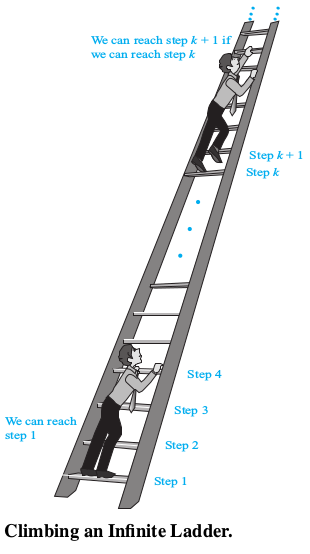 We can reach step k + 1 if
we can reach step k
Step k + 1
Step k
Step 4
Step 3
We can reach
step 1
Step 2
Step 1
Climbing an Infinite Ladder.